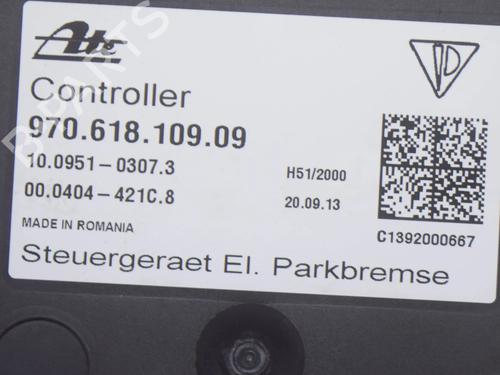 Ate
Controller
970.618.109.09
10.0951-0307.3
H51/2000
00.0404-421C.8
20.09.13
MADE IN ROMANIA
C1392000667
Steuergeraet El. Parkbremse
B-PARTS